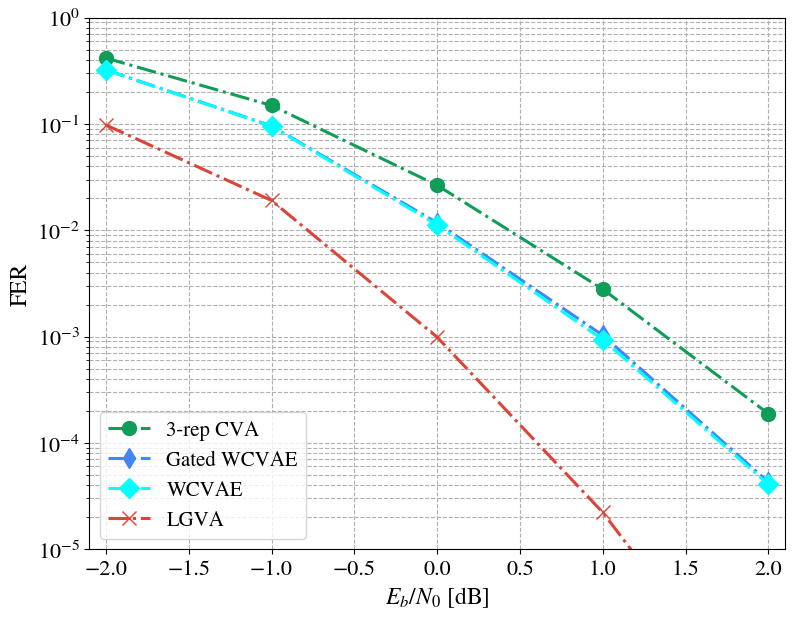 10⁰
10⁻¹
10⁻²
10⁻³
10⁻⁴
10⁻⁵
FER
3-rep CVA
Gated WCVAE
WCVAE
LGVA
−2.0 −1.5 −1.0 −0.5 0.0 0.5 1.0 1.5 2.0
E_b/N_0 [dB]